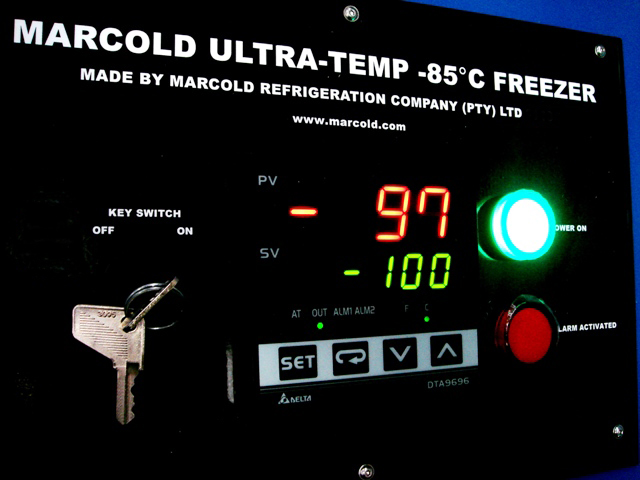 MARCOLD ULTRA-TEMP -85°C FREEZER
MADE BY MARCOLD REFRIGERATION COMPANY (PTY) LTD
www.marcold.com
PV
- 97
KEY SWITCH
OFF ON
OWER ON
SV
- 100
AT OUT ALM1 ALM2 F C
LARM ACTIVATED
SET
DTA9696
DELTA